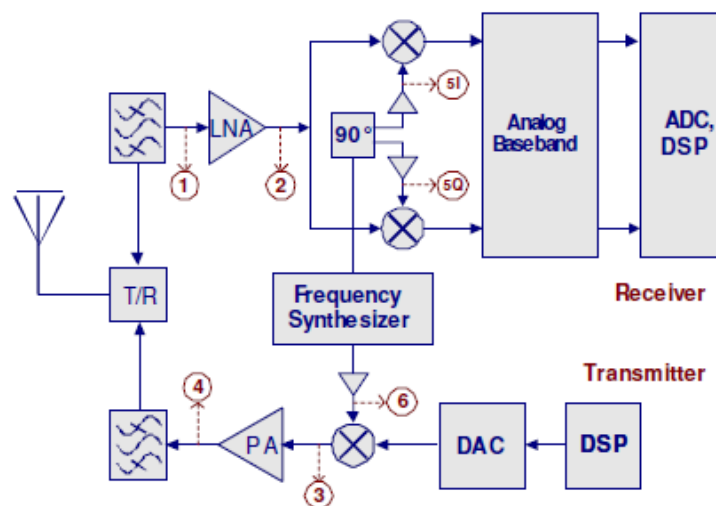 5I
LNA
90°
Analog
Baseband
ADC,
DSP
1
2
5Q
T/R
Frequency
Synthesizer
Receiver
Transmitter
4
6
PA
DAC
DSP
3